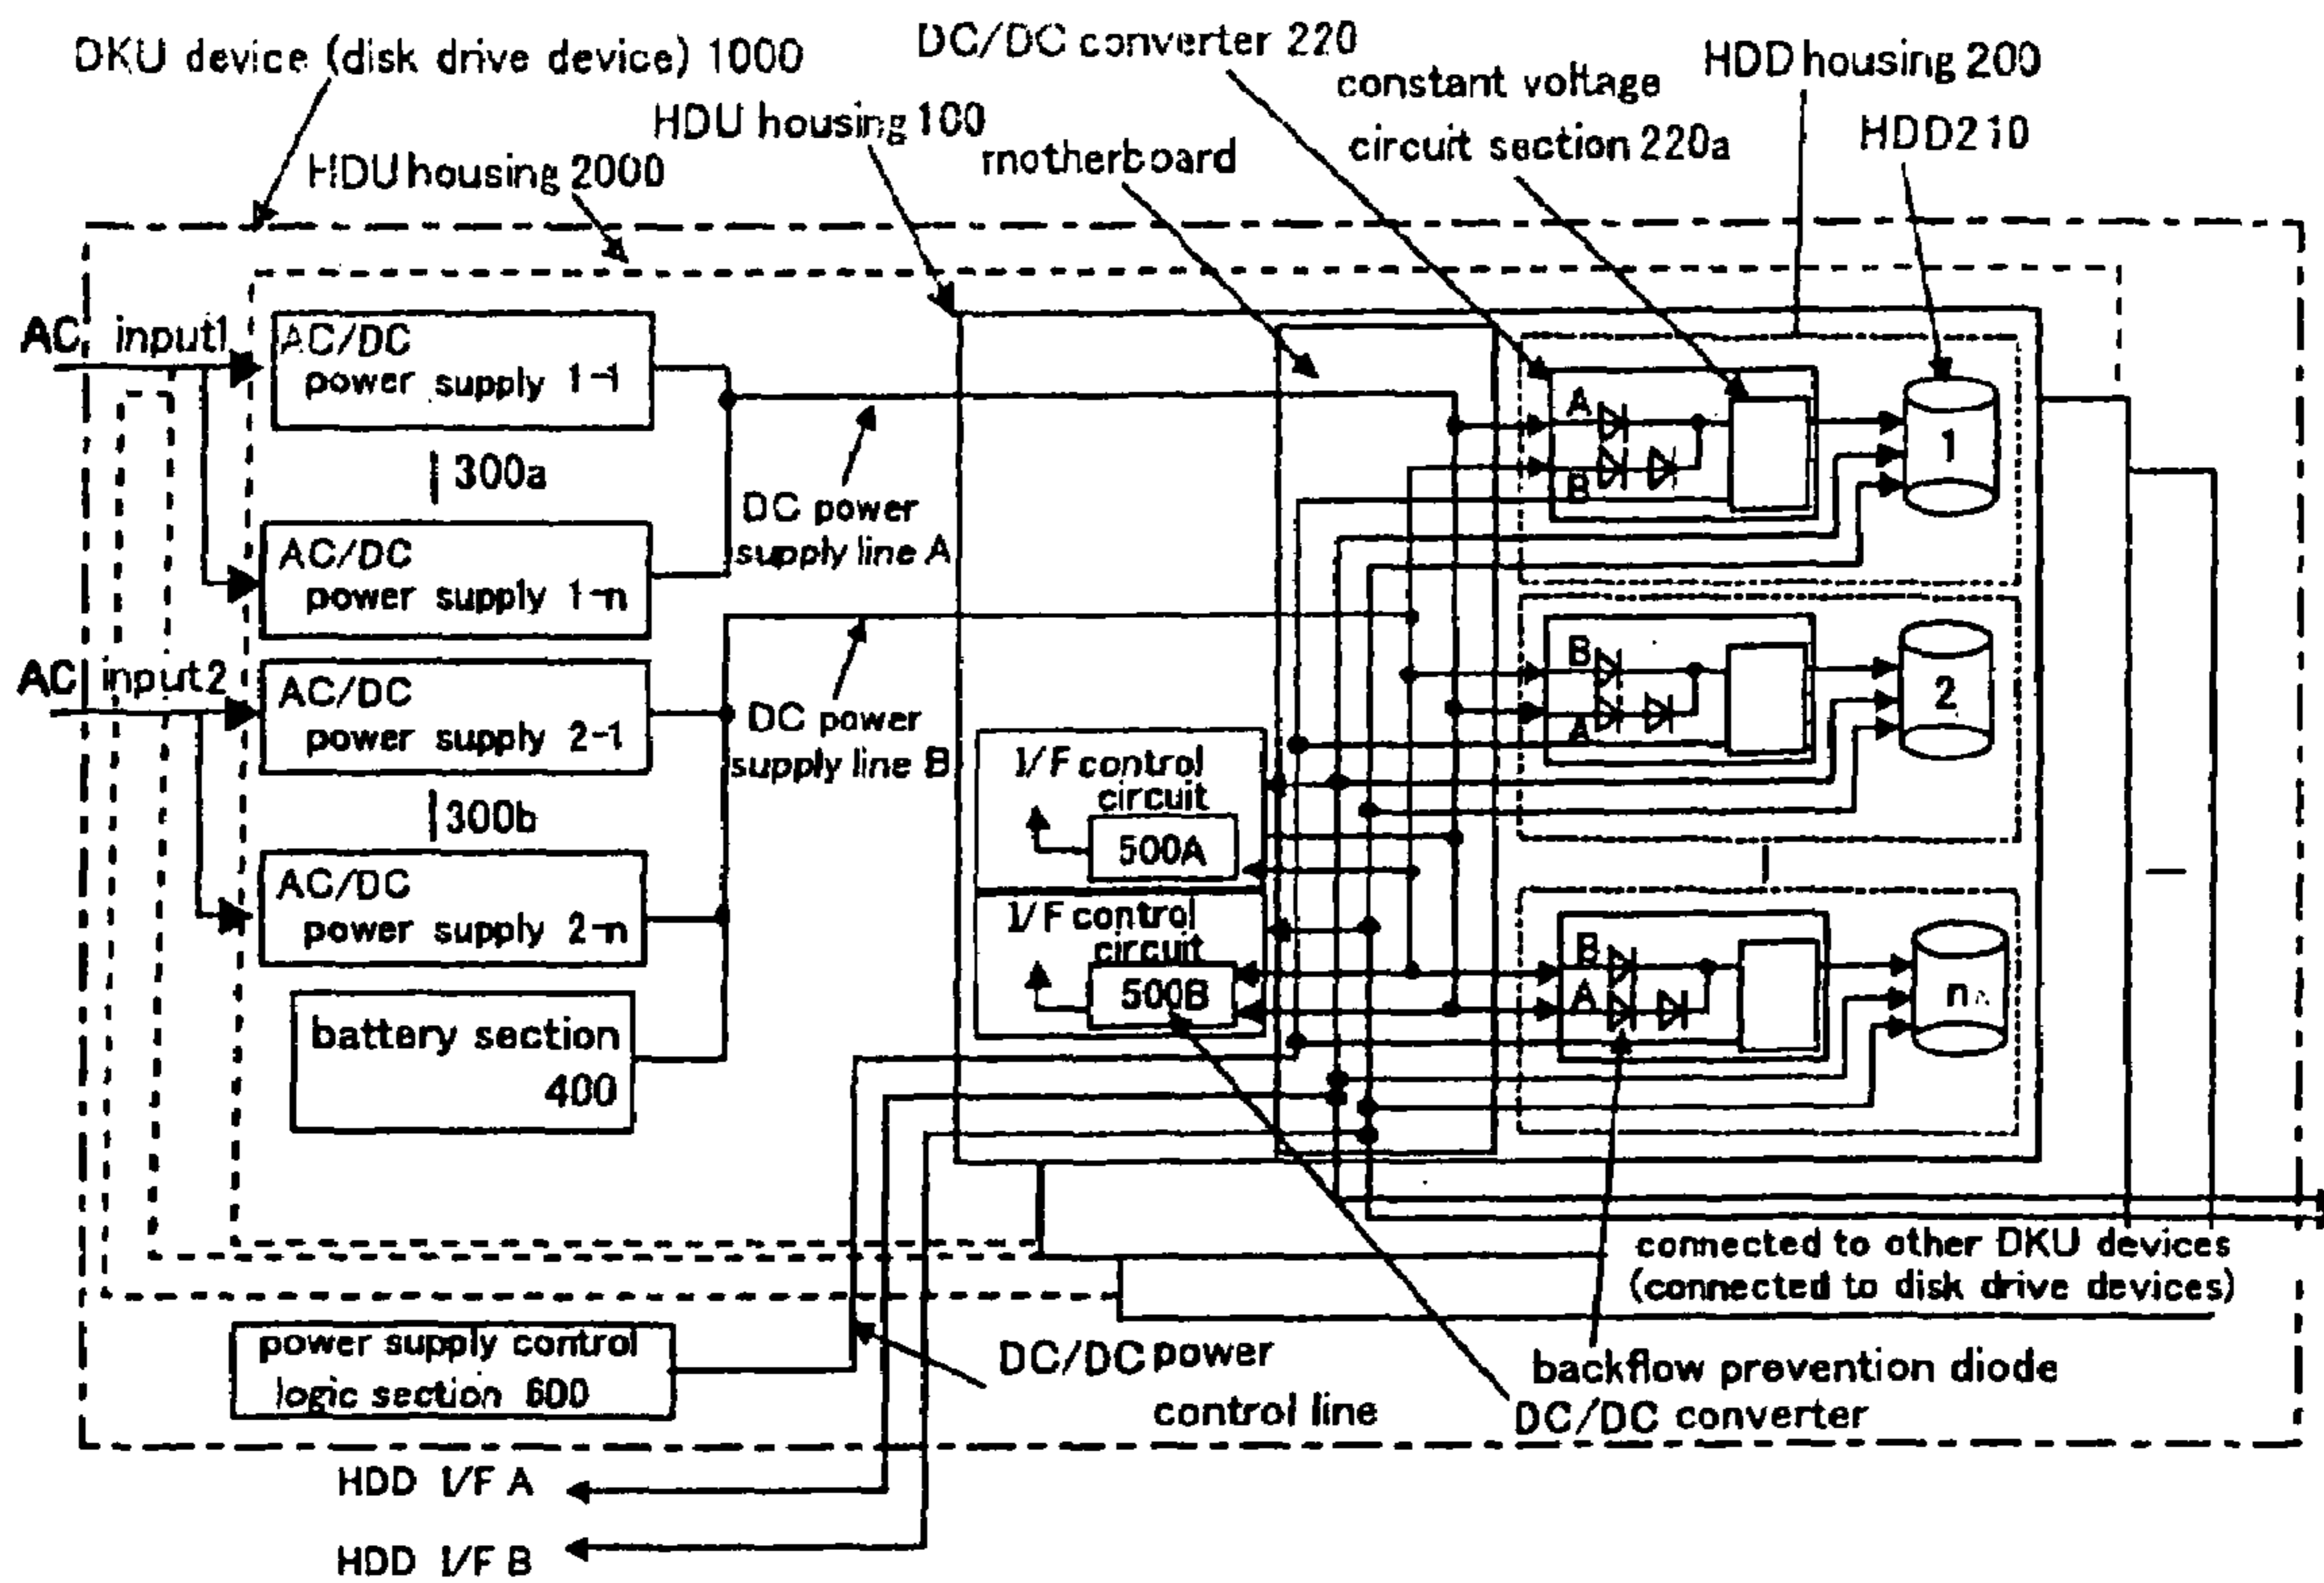 DKU device (disk drive device) 1000
DC/DC converter 220
HDD housing 200
constant voltage
circuit section 220a
HDU housing 100
HDD210
motherboard
HDU housing 2000
AC input1
AC/DC
power supply 1-1
300a
AC/DC
power supply 1-n
DC power
supply line A
AC input2
AC/DC
power supply 2-1
300b
DC power
supply line B
AC/DC
power supply 2-n
battery section
400
I/F control
circuit
500A
I/F control
circuit
500B
A
B
1
B
A
2
B
A
n
connected to other DKU devices
(connected to disk drive devices)
power supply control
logic section 600
DC/DC power
control line
backflow prevention diode
DC/DC converter
HDD I/F A
HDD I/F B